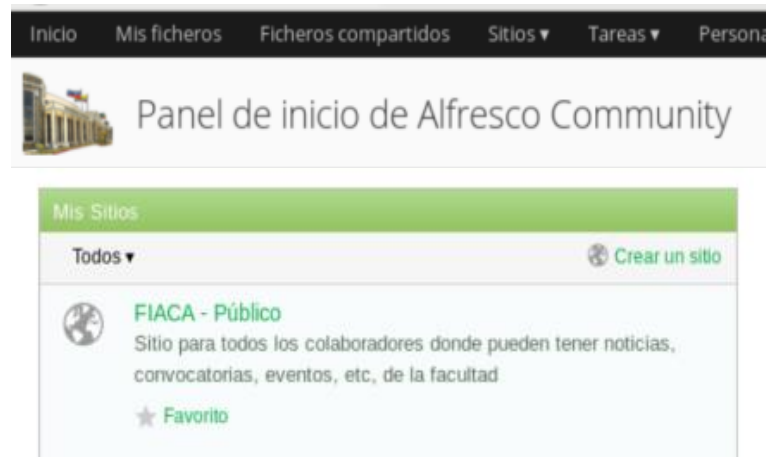 Inicio Mis ficheros Ficheros compartidos Sitios ▾ Tareas ▾ Persona
Panel de inicio de Alfresco Community
Mis Sitios
Todos ▾ Crear un sitio
FIACA - Público
Sitio para todos los colaboradores donde pueden tener noticias,
convocatorias, eventos, etc, de la facultad
Favorito